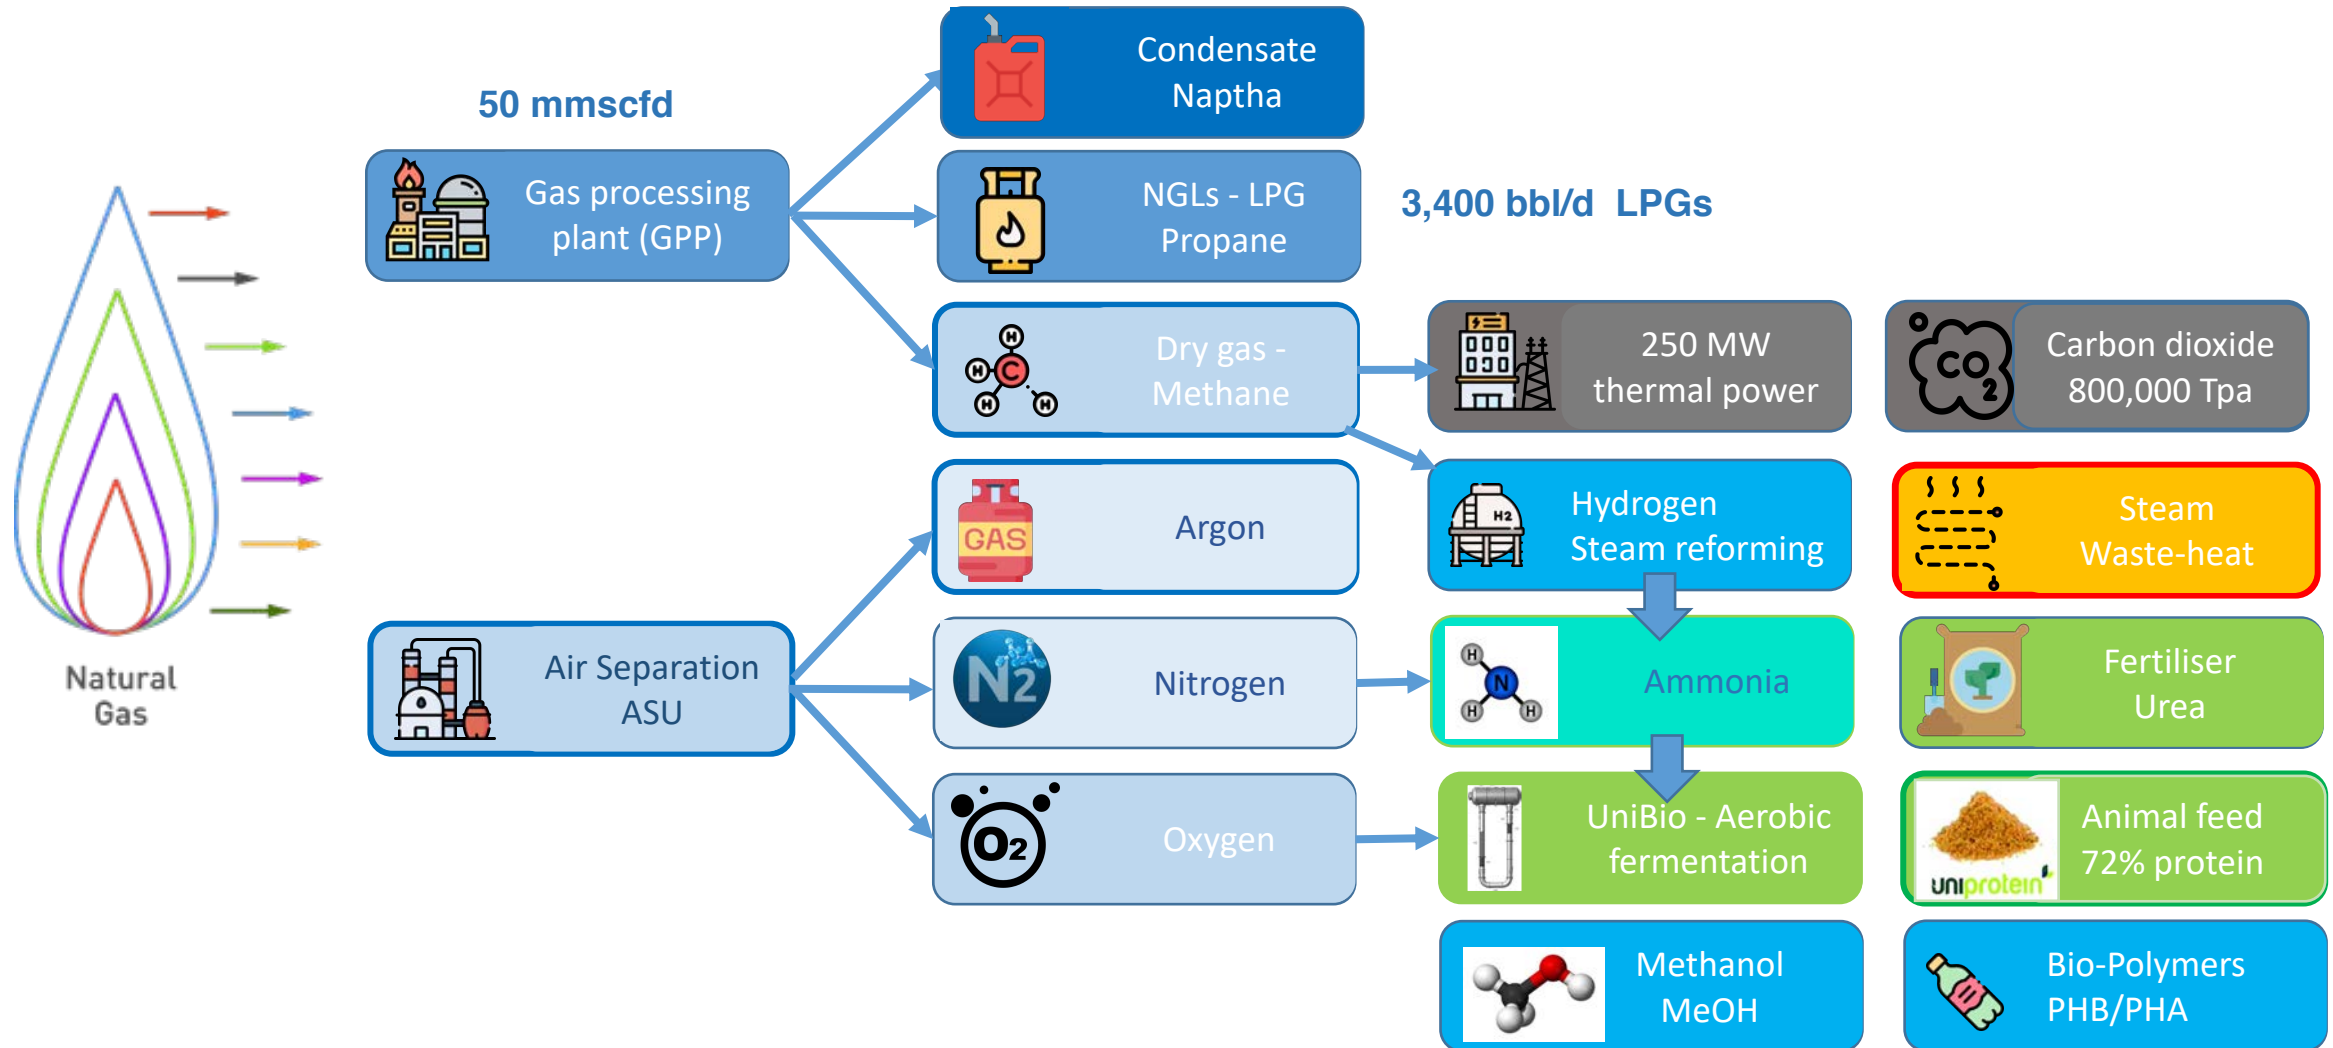 Condensate
Naptha
50 mmscfd
Gas processing
plant (GPP)
NGLs - LPG
Propane
3,400 bbl/d  LPGs
H
H
C
H
H
Dry gas -
Methane
250 MW
thermal power
CO2
Carbon dioxide
800,000 Tpa
GAS
Argon
H2
Hydrogen
Steam reforming
Steam
Waste-heat
Natural
Gas
Air Separation
ASU
N2
Nitrogen
H
N
H
H
Ammonia
Fertiliser
Urea
O2
Oxygen
UniBio - Aerobic
fermentation
uniprotein
Animal feed
72% protein
Methanol
MeOH
Bio-Polymers
PHB/PHA